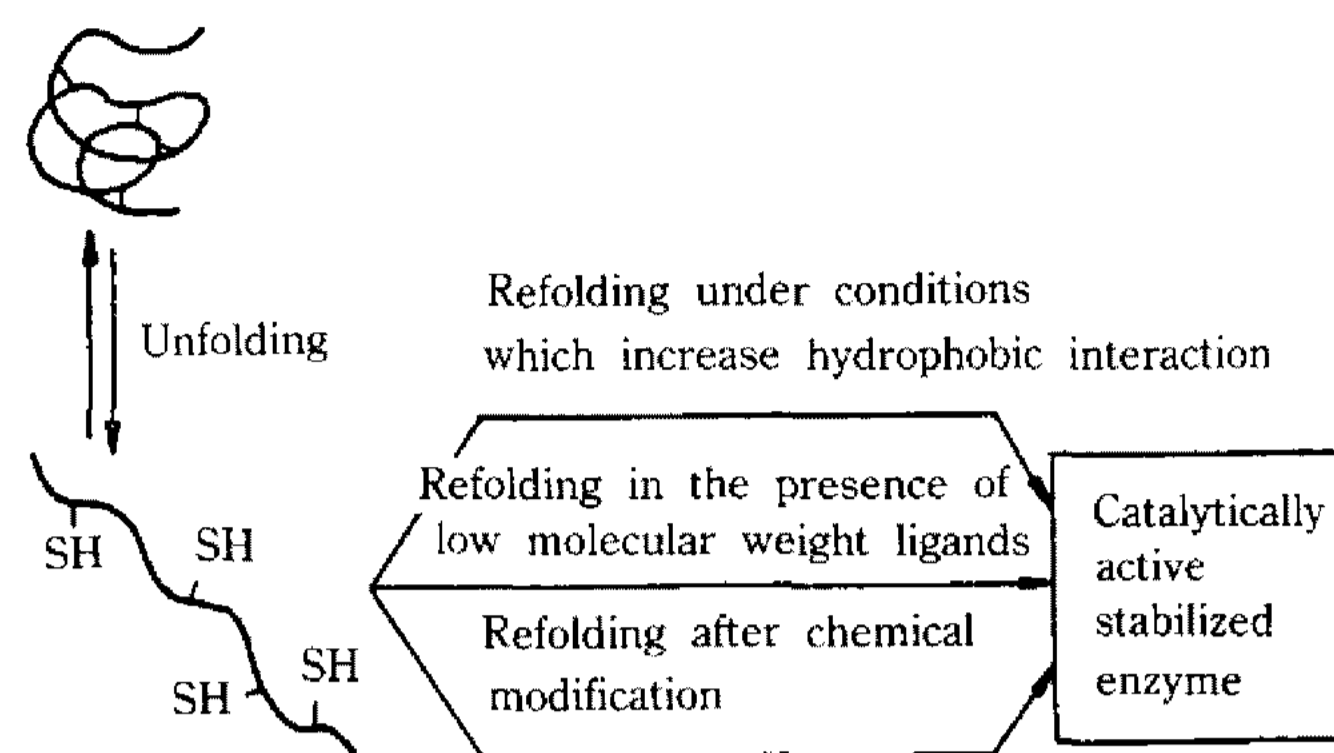 Unfolding
Refolding under conditions
which increase hydrophobic interaction
Refolding in the presence of
low molecular weight ligands
Refolding after chemical
modification
Catalytically
active
stabilized
enzyme
SH
SH
SH
SH